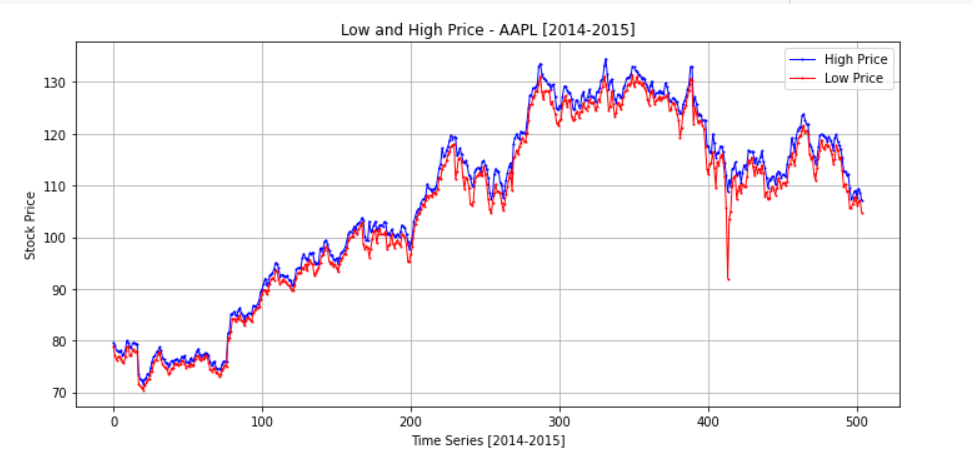 Low and High Price - AAPL [2014-2015]
High Price
Low Price
130
120
110
100
90
80
70
Stock Price
0 100 200 300 400 500
Time Series [2014-2015]